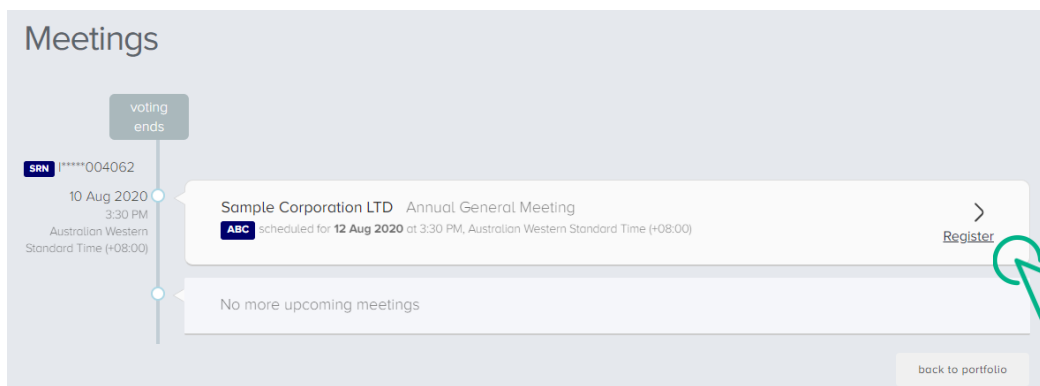 Meetings
voting
ends
SRN I*****004062
10 Aug 2020
3:30 PM
Australian Western
Standard Time (+08:00)
Sample Corporation LTD Annual General Meeting
ABC scheduled for 12 Aug 2020 at 3:30 PM, Australian Western Standard Time (+08:00)
Register
No more upcoming meetings
back to portfolio